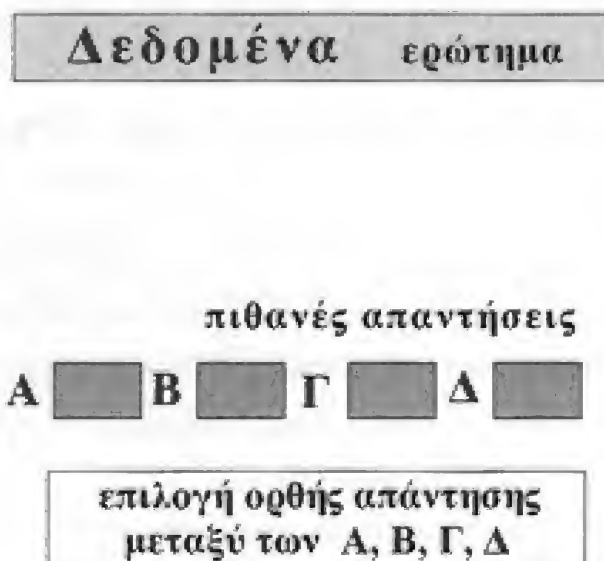 Δεδομένα ερώτημα
πιθανές απαντήσεις
Α Β Γ Δ
επιλογή ορθής απάντησης
μεταξύ των Α, Β, Γ, Δ